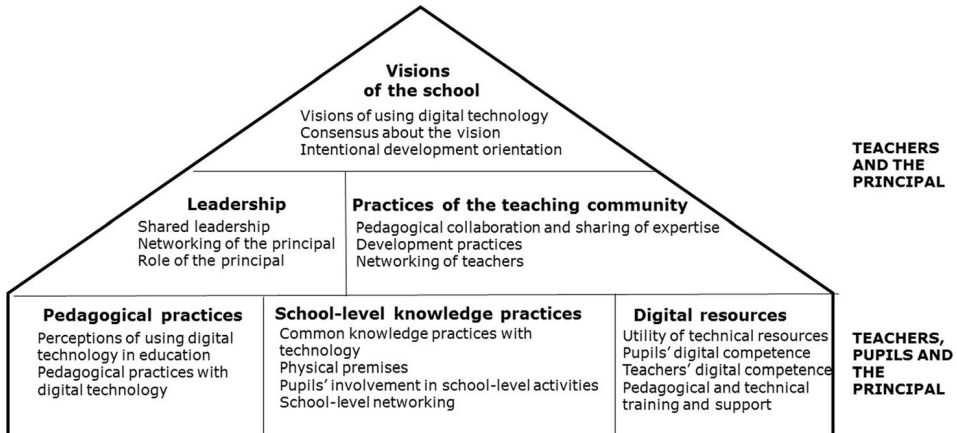 Visions
of the school
Visions of using digital technology
Consensus about the vision
Intentional development orientation
TEACHERS
AND THE
PRINCIPAL
Leadership
Shared leadership
Networking of the principal
Role of the principal
Practices of the teaching community
Pedagogical collaboration and sharing of expertise
Development practices
Networking of teachers
Pedagogical practices
Perceptions of using digital
technology in education
Pedagogical practices with
digital technology
School-level knowledge practices
Common knowledge practices with
technology
Physical premises
Pupils’ involvement in school-level activities
School-level networking
Digital resources
Utility of technical resources
Pupils’ digital competence
Teachers’ digital competence
Pedagogical and technical
training and support
TEACHERS,
PUPILS AND
THE
PRINCIPAL